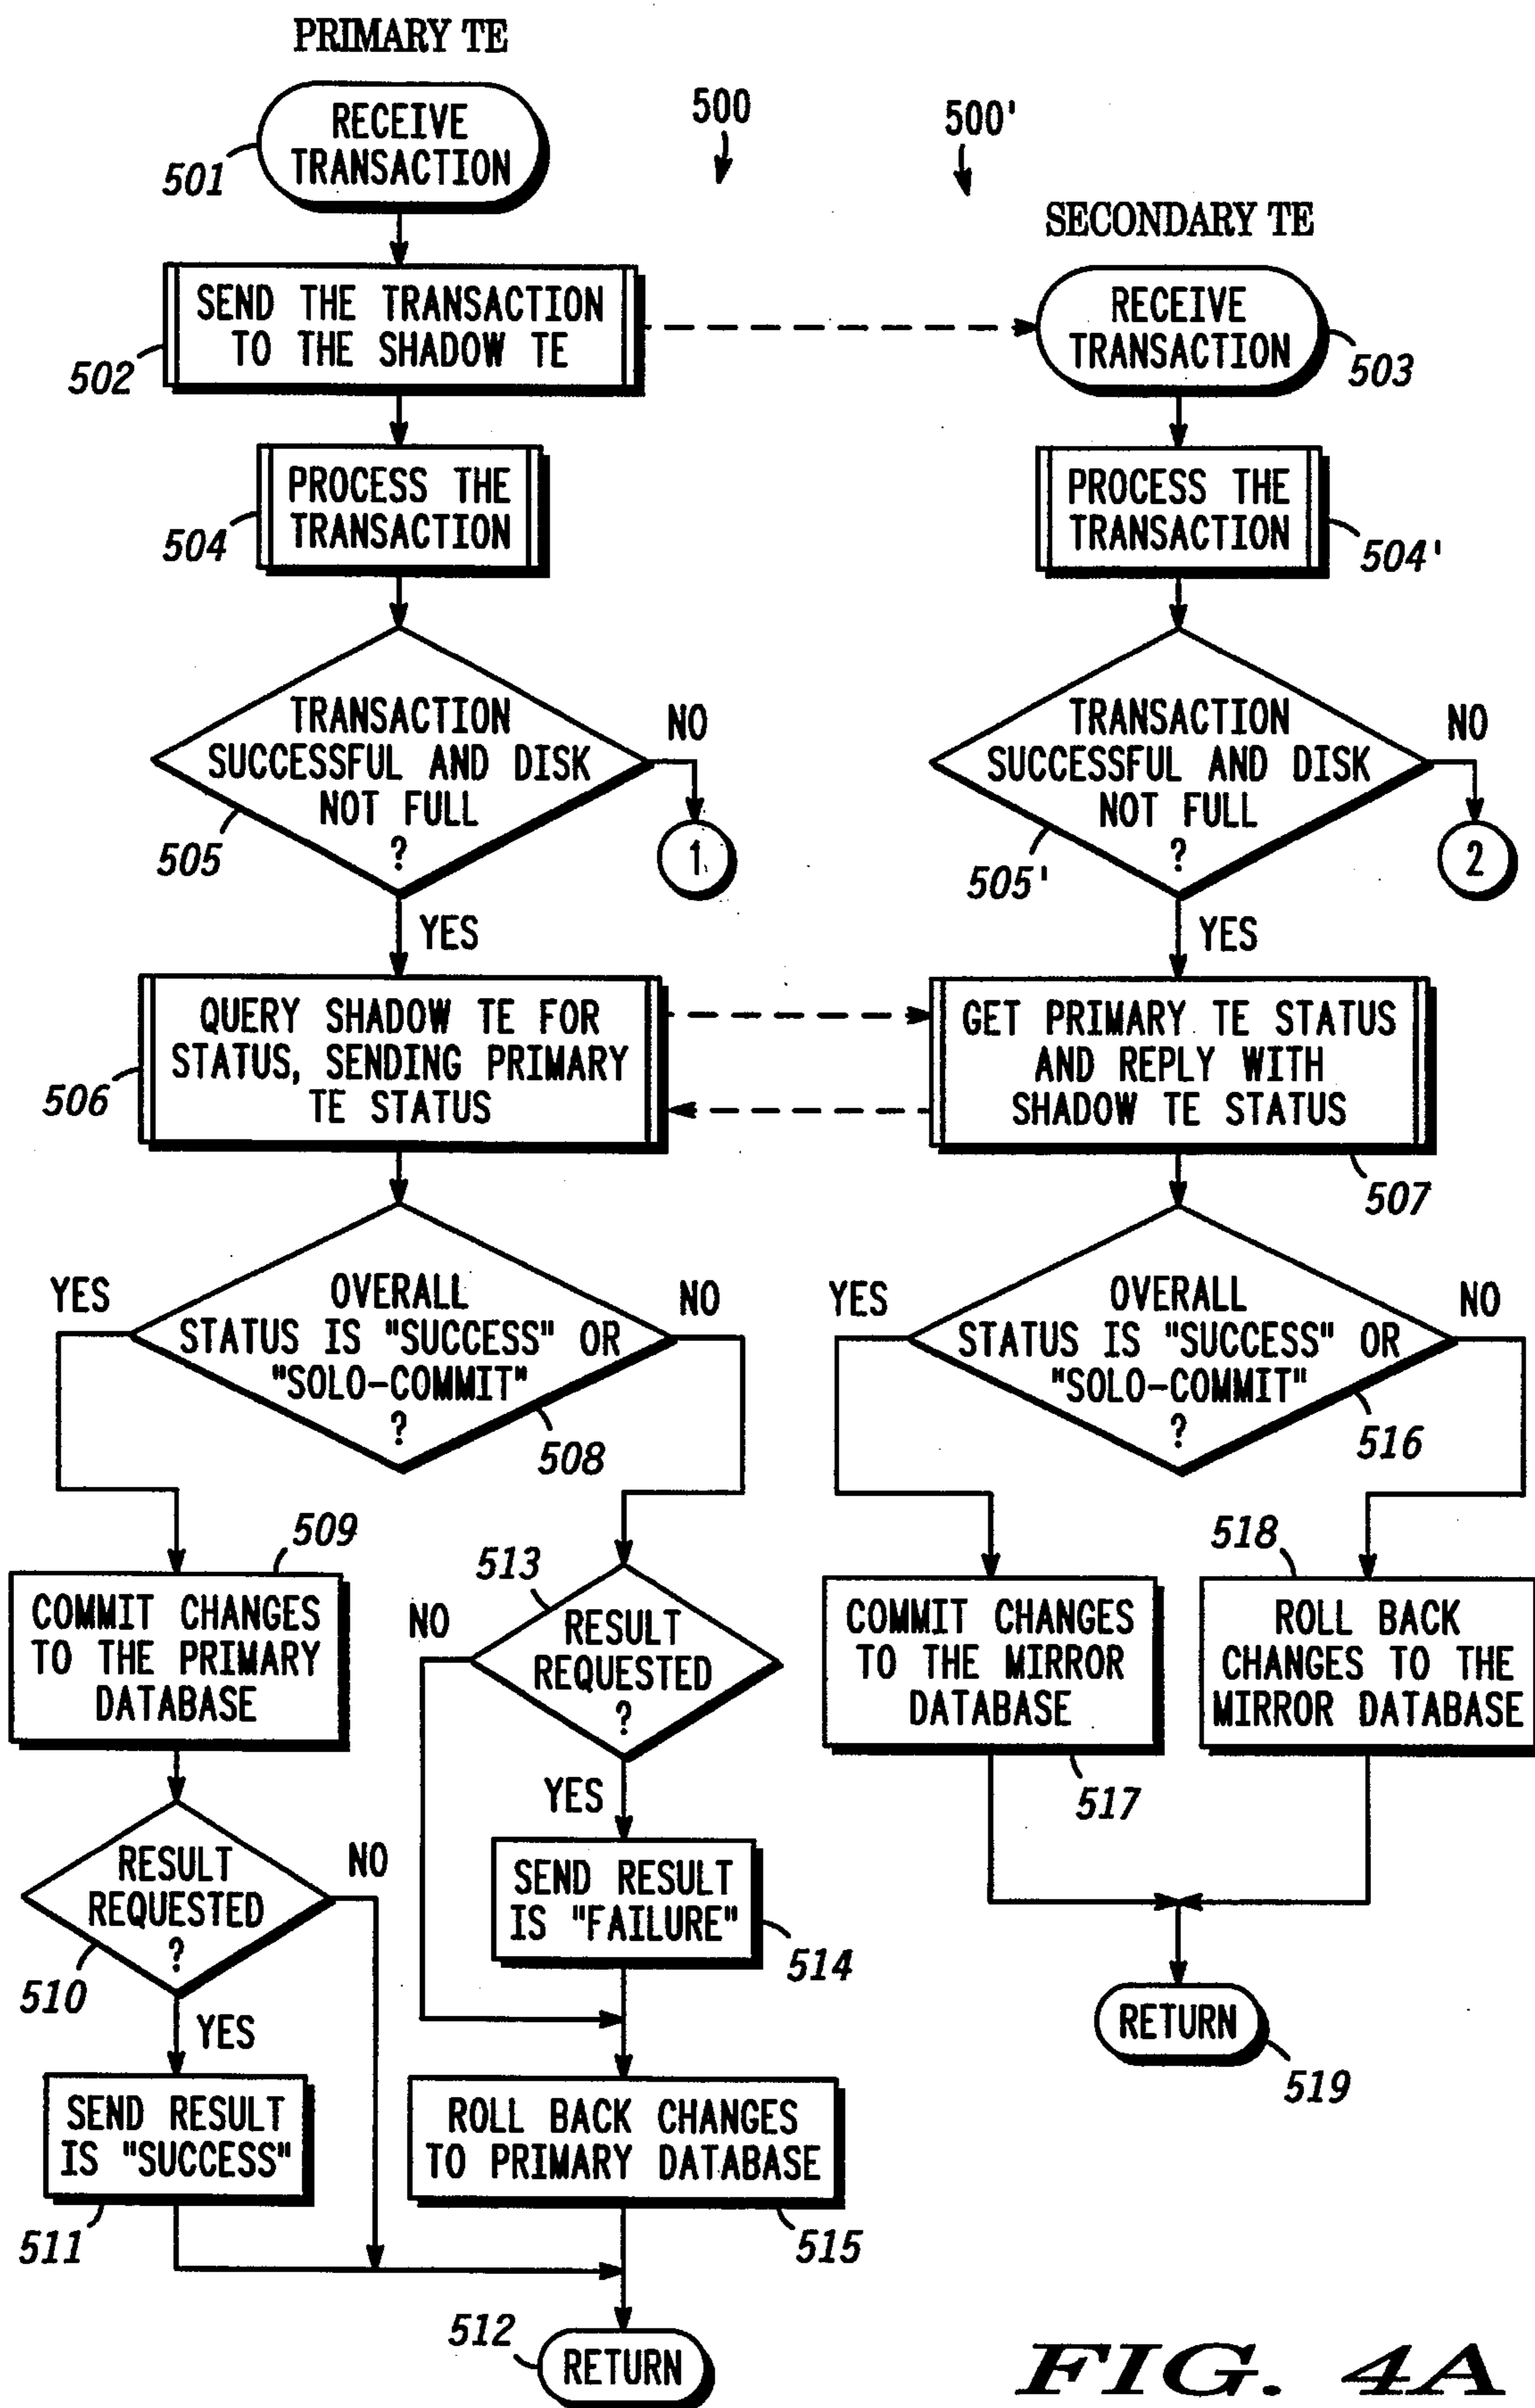 PRIMARY TE
RECEIVE
TRANSACTION
501
500
500'
SECONDARY TE
SEND THE TRANSACTION
TO THE SHADOW TE
502
RECEIVE
TRANSACTION
503
PROCESS THE
TRANSACTION
504
PROCESS THE
TRANSACTION
504'
TRANSACTION
SUCCESSFUL AND DISK
NOT FULL
?
505
NO
1
YES
TRANSACTION
SUCCESSFUL AND DISK
NOT FULL
?
505'
NO
2
YES
QUERY SHADOW TE FOR
STATUS, SENDING PRIMARY
TE STATUS
506
GET PRIMARY TE STATUS
AND REPLY WITH
SHADOW TE STATUS
507
YES
OVERALL
STATUS IS "SUCCESS" OR
"SOLO-COMMIT"
?
NO
508
YES
OVERALL
STATUS IS "SUCCESS" OR
"SOLO-COMMIT"
?
NO
516
509
COMMIT CHANGES
TO THE PRIMARY
DATABASE
513
NO
RESULT
REQUESTED
?
YES
COMMIT CHANGES
TO THE MIRROR
DATABASE
517
518
ROLL BACK
CHANGES TO THE
MIRROR DATABASE
RESULT
REQUESTED
?
NO
510
YES
SEND RESULT
IS "FAILURE"
514
RETURN
519
SEND RESULT
IS "SUCCESS"
511
ROLL BACK CHANGES
TO PRIMARY DATABASE
515
512
RETURN
FIG. 4A